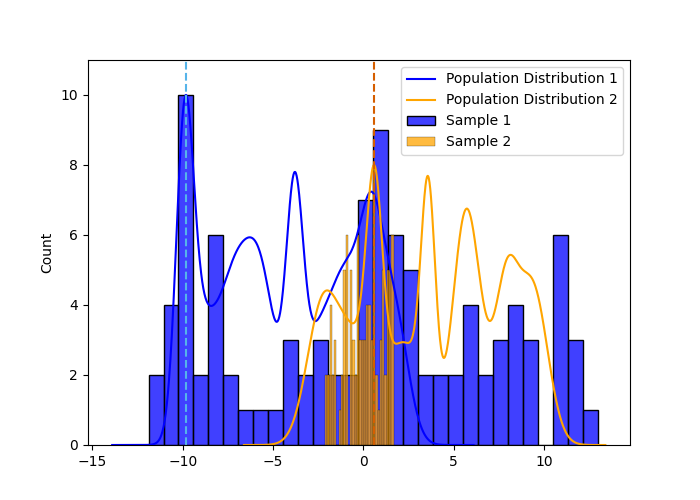 Population Distribution 1
Population Distribution 2
Sample 1
Sample 2
Count
10
8
6
4
2
0
−15 −10 −5 0 5 10